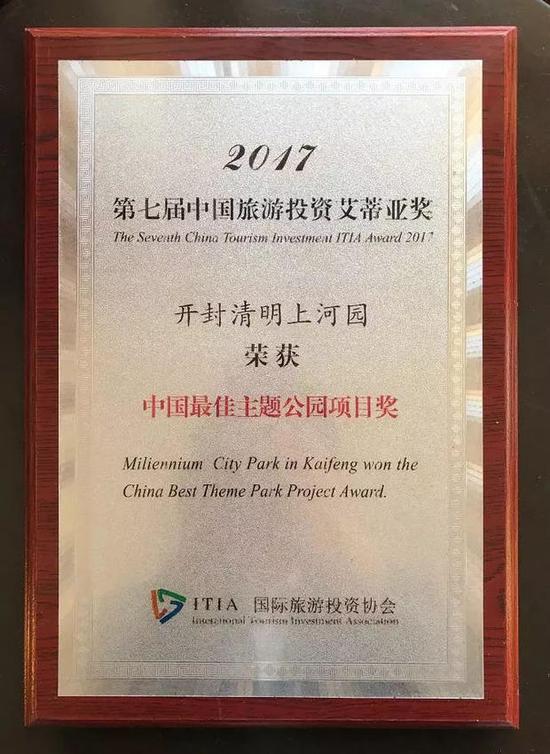 2017
第七届中国旅游投资艾蒂亚奖
The Seventh China Tourism Investment ITIA Award 2017
开封清明上河园
荣获
中国最佳主题公园项目奖
Miliennium City Park in Kaifeng won the
China Best Theme Park Project Award.
ITIA 国际旅游投资协会
Interational Tourism Investment Association